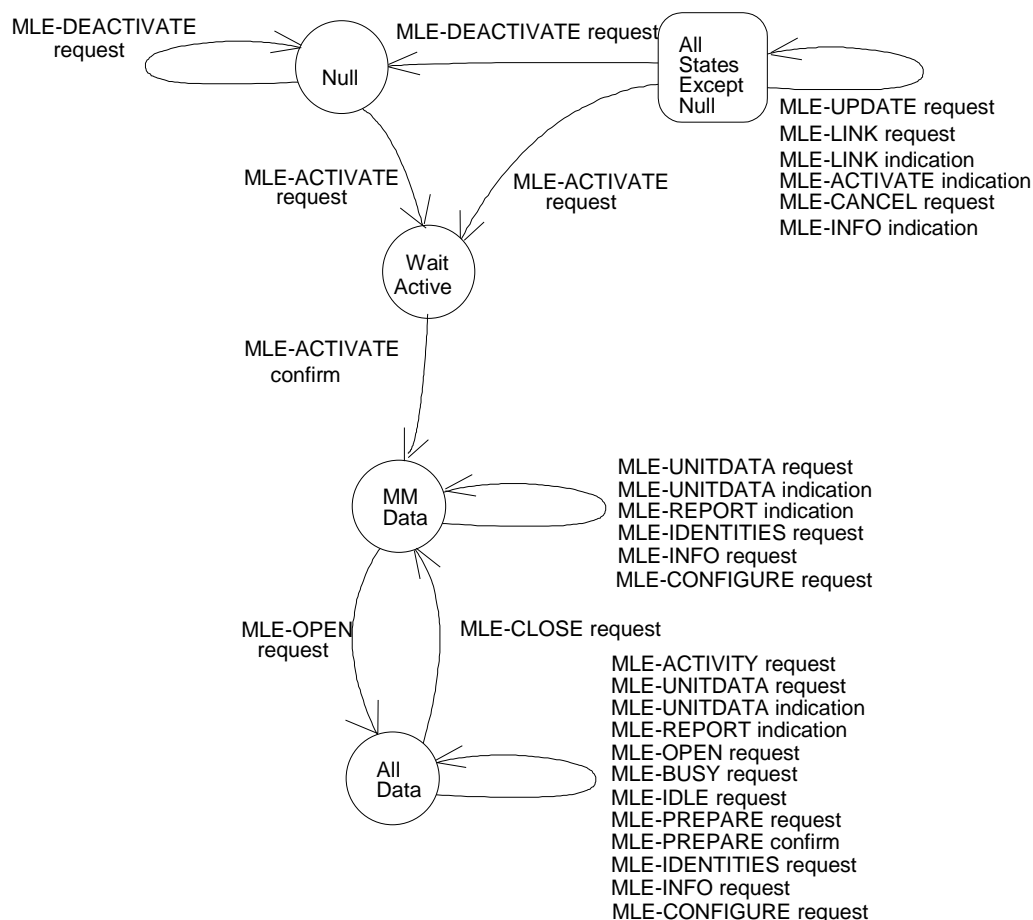 MLE-DEACTIVATE
request
Null
MLE-DEACTIVATE request
All
States
Except
Null
MLE-UPDATE request
MLE-LINK request
MLE-LINK indication
MLE-ACTIVATE indication
MLE-CANCEL request
MLE-INFO indication
MLE-ACTIVATE
request
MLE-ACTIVATE
request
Wait
Active
MLE-ACTIVATE
confirm
MM
Data
MLE-UNITDATA request
MLE-UNITDATA indication
MLE-REPORT indication
MLE-IDENTITIES request
MLE-INFO request
MLE-CONFIGURE request
MLE-OPEN
request
MLE-CLOSE request
All
Data
MLE-ACTIVITY request
MLE-UNITDATA request
MLE-UNITDATA indication
MLE-REPORT indication
MLE-OPEN request
MLE-BUSY request
MLE-IDLE request
MLE-PREPARE request
MLE-PREPARE confirm
MLE-IDENTITIES request
MLE-INFO request
MLE-CONFIGURE request